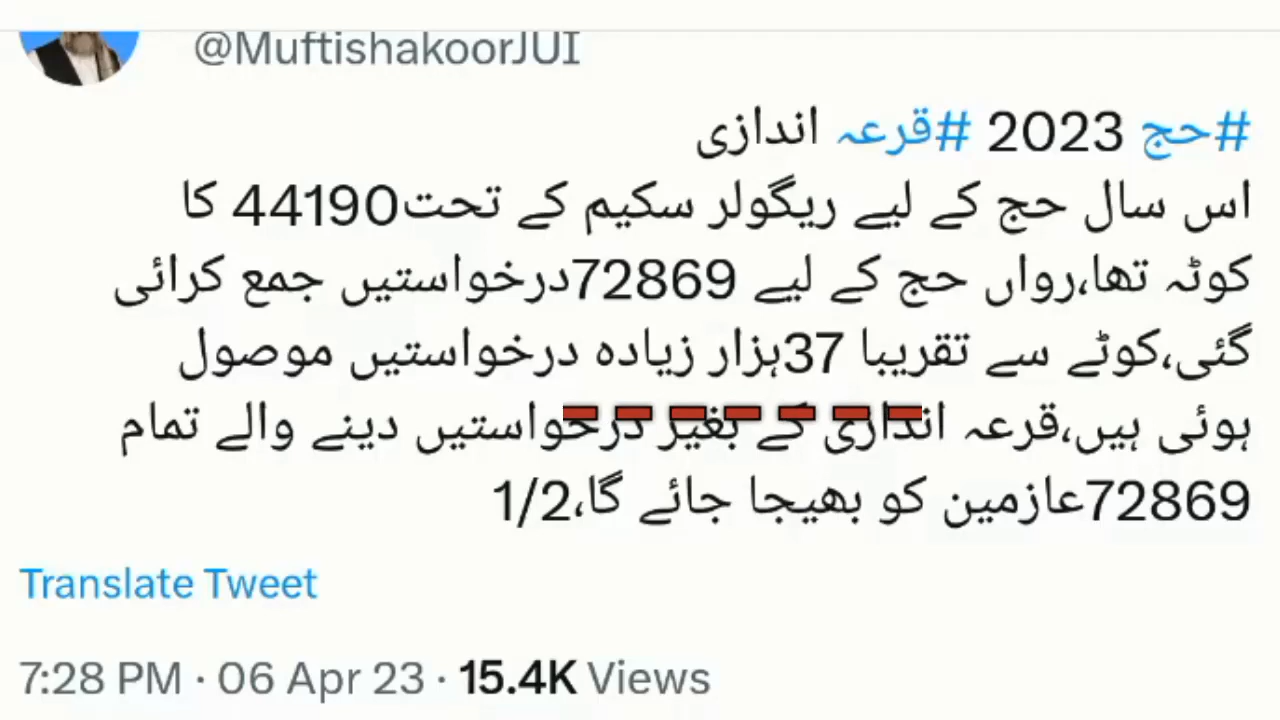 @MuftishakoorJUI
#حج 2023 #قرعہ اندازی
اس سال حج کے لیے ریگولر سکیم کے تحت44190 کا
کوٹہ تھا،رواں حج کے لیے 72869درخواستیں جمع کرائی
گئی،کوٹے سے تقریبا 37ہزار زیادہ درخواستیں موصول
ہوئی ہیں،قرعہ اندازی کے بغیر درخواستیں دینے والے تمام
72869عازمین کو بھیجا جائے گا،1/2
Translate Tweet
7:28 PM · 06 Apr 23 · 15.4K Views